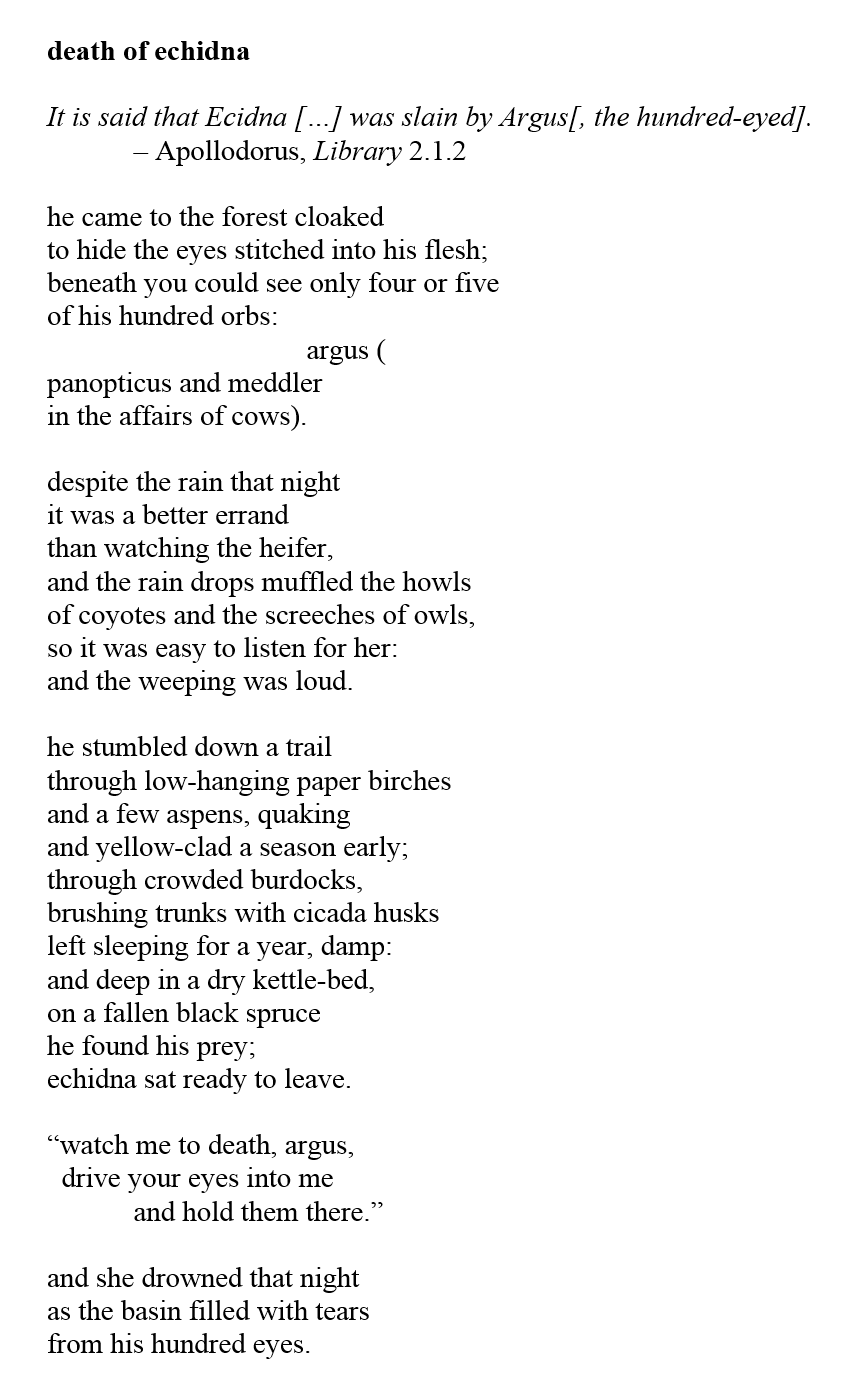 death of echidna
It is said that Ecidna […] was slain by Argus[, the hundred-eyed].
– Apollodorus, Library 2.1.2
he came to the forest cloaked
to hide the eyes stitched into his flesh;
beneath you could see only four or five
of his hundred orbs:
argus (
panopticus and meddler
in the affairs of cows).
despite the rain that night
it was a better errand
than watching the heifer,
and the rain drops muffled the howls
of coyotes and the screeches of owls,
so it was easy to listen for her:
and the weeping was loud.
he stumbled down a trail
through low-hanging paper birches
and a few aspens, quaking
and yellow-clad a season early;
through crowded burdocks,
brushing trunks with cicada husks
left sleeping for a year, damp:
and deep in a dry kettle-bed,
on a fallen black spruce
he found his prey;
echidna sat ready to leave.
“watch me to death, argus,
drive your eyes into me
and hold them there.”
and she drowned that night
as the basin filled with tears
from his hundred eyes.